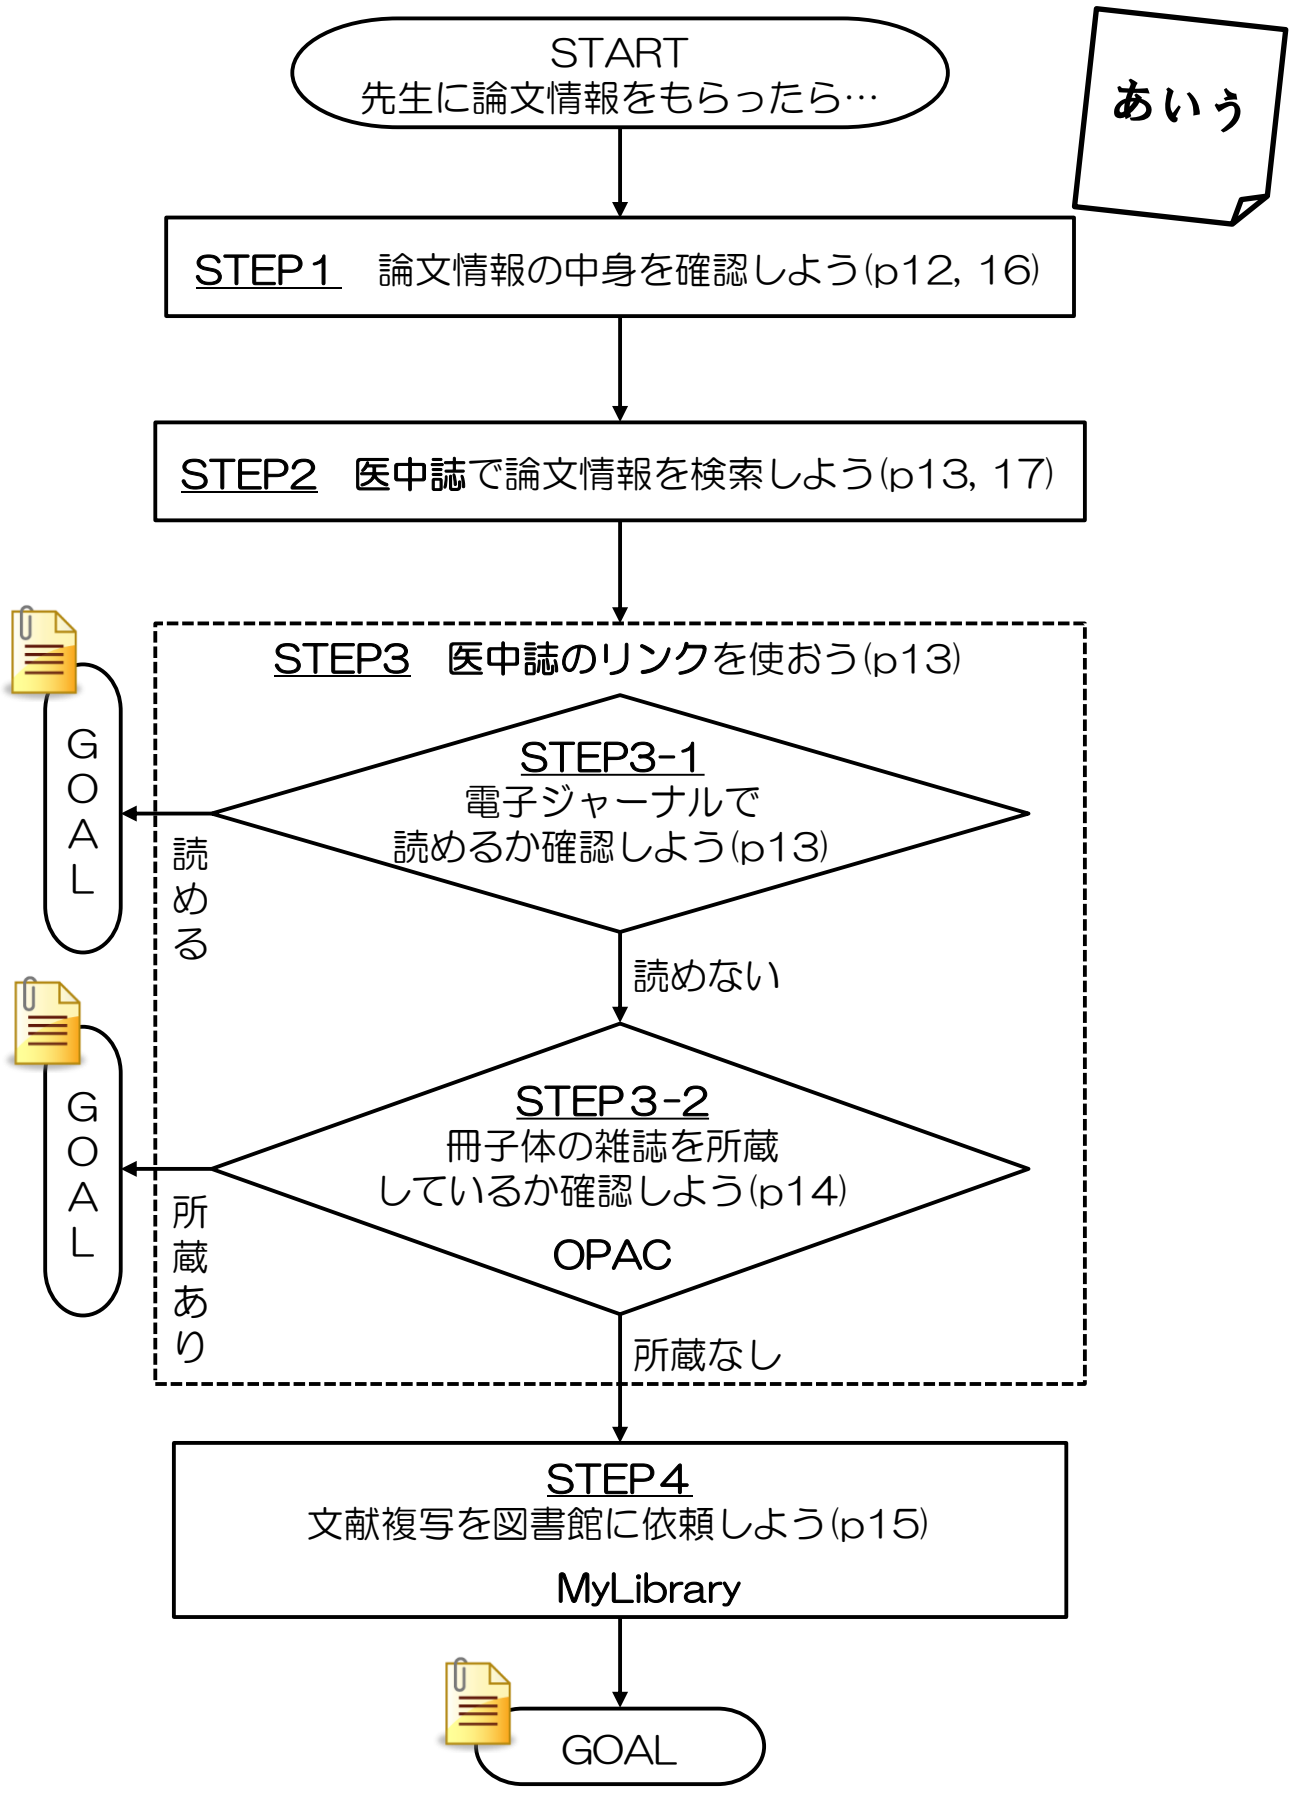 START
先生に論文情報をもらったら…
あいう
STEP1　論文情報の中身を確認しよう(p12, 16)
STEP2　医中誌で論文情報を検索しよう(p13, 17)
STEP3　医中誌のリンクを使おう(p13)
STEP3-1
電子ジャーナルで
読めるか確認しよう(p13)
GOAL
読める
読めない
STEP3-2
冊子体の雑誌を所蔵
しているか確認しよう(p14)
OPAC
GOAL
所蔵あり
所蔵なし
STEP4
文献複写を図書館に依頼しよう(p15)
MyLibrary
GOAL